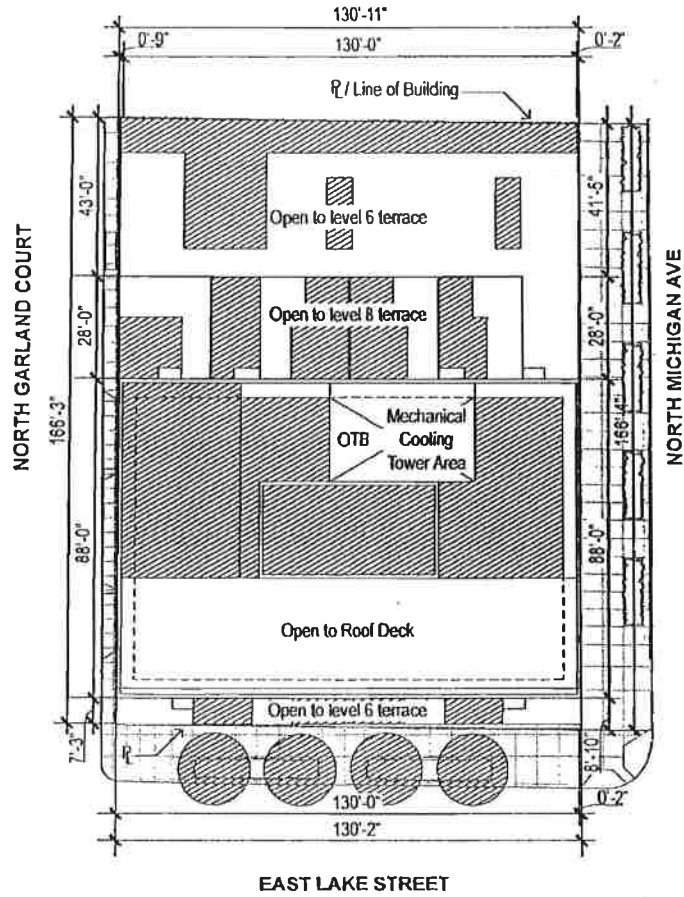 130'-11"
0'-9"
130'-0"
0'-2"
PL / Line of Building
43'-0"
41'-5"
Open to level 6 terrace
NORTH GARLAND COURT
NORTH MICHIGAN AVE
28'-0"
Open to level 8 terrace
28'-0"
166'-3"
166'-4"
Mechanical
OTB
Cooling
Tower Area
88'-0"
88'-0"
Open to Roof Deck
Open to level 6 terrace
7'-3"
PL
8'-10"
130'-0"
0'-2"
130'-2"
EAST LAKE STREET